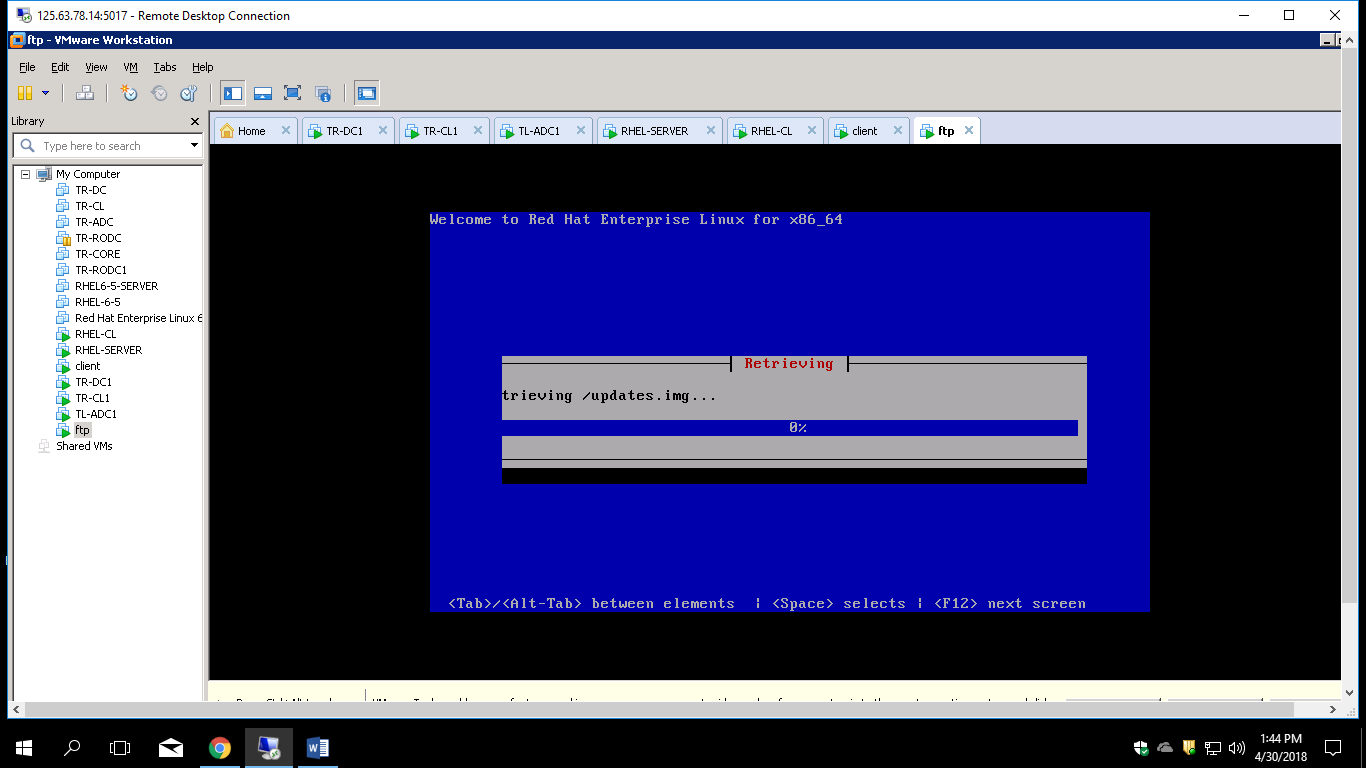 125.63.78.14:5017 - Remote Desktop Connection
ftp - VMware Workstation
File Edit View VM Tabs Help
Library
Type here to search
My Computer
TR-DC
TR-CL
TR-ADC
TR-RODC
TR-CORE
TR-RODC1
RHEL6-5-SERVER
RHEL-6-5
Red Hat Enterprise Linux 6
RHEL-CL
RHEL-SERVER
client
TR-DC1
TR-CL1
TL-ADC1
ftp
Shared VMs
Home TR-DC1 TR-CL1 TL-ADC1 RHEL-SERVER RHEL-CL client ftp
Welcome to Red Hat Enterprise Linux for x86_64
Retrieving
trieving /updates.img...
0%
<Tab>/<Alt-Tab> between elements | <Space> selects | <F12> next screen
1:44 PM
4/30/2018